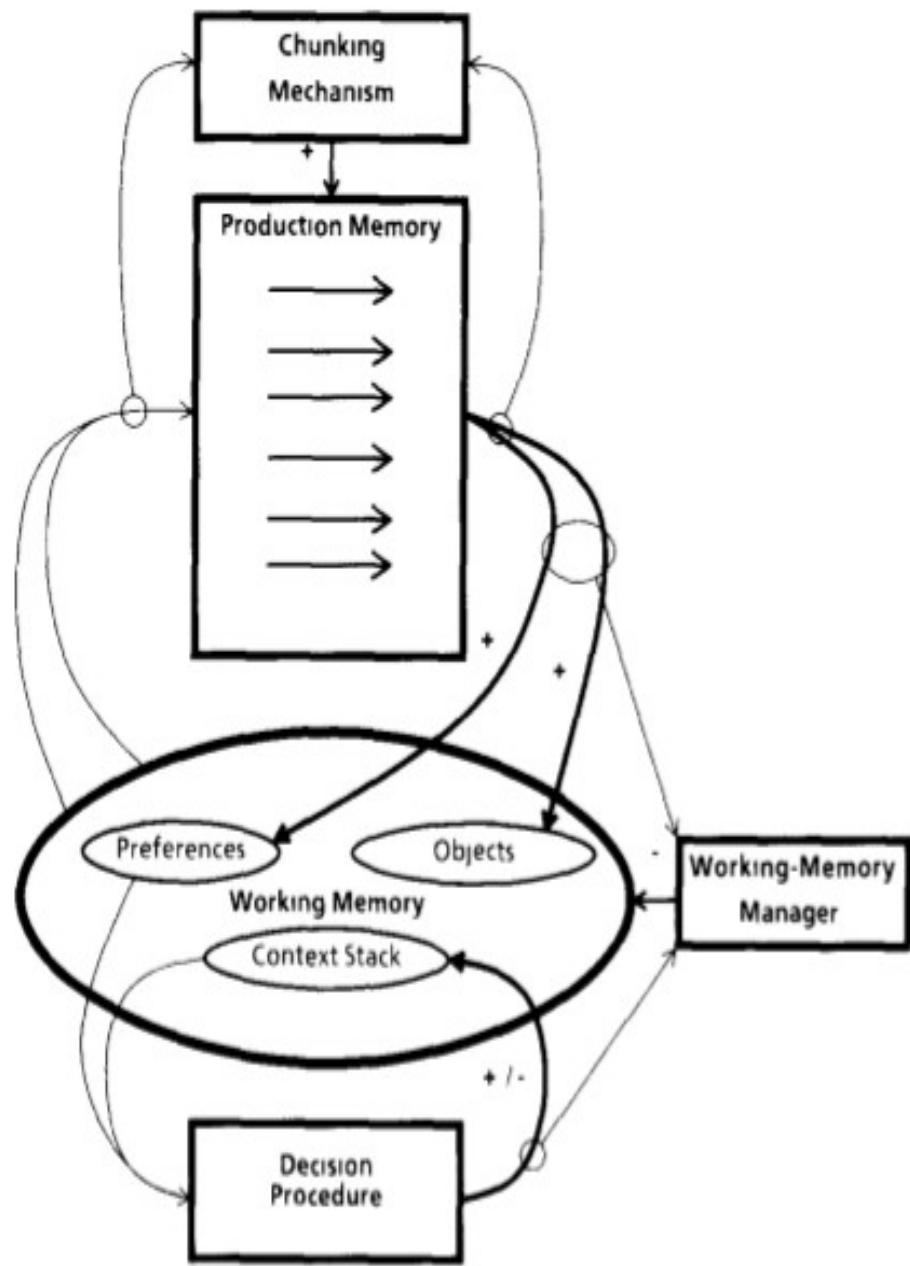 Chunking
Mechanism
+
Production Memory
+
+
Preferences
Objects
-
Working-Memory
Manager
Working Memory
Context Stack
+ / -
Decision
Procedure